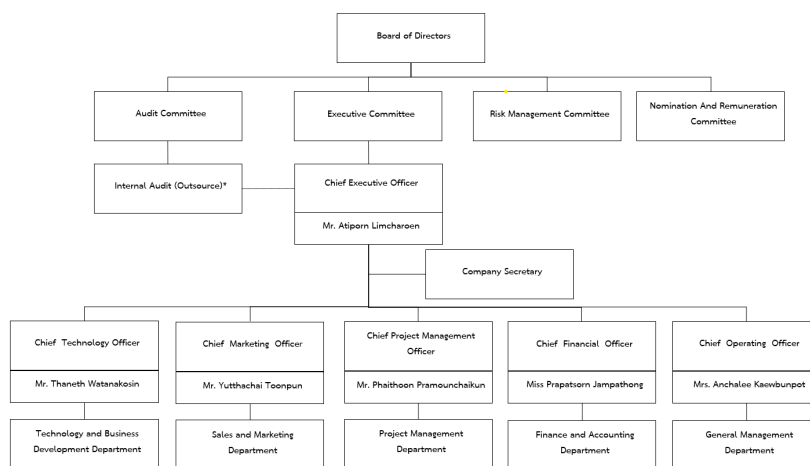 Board of Directors
Audit Committee
Executive Committee
Risk Management Committee
Nomination And Remuneration
Committee
Internal Audit (Outsource)*
Chief Executive Officer
Mr. Atiporn Limcharoen
Company Secretary
Chief Technology Officer
Chief Marketing Officer
Chief Project Management
Officer
Chief Financial Officer
Chief Operating Officer
Mr. Thaneth Watanakosin
Mr. Yutthachai Toonpun
Mr. Phaithoon Pramounchaikun
Miss Prapatsorn Jampathong
Mrs. Anchalee Kaewbunpot
Technology and Business
Development Department
Sales and Marketing
Department
Project Management
Department
Finance and Accounting
Department
General Management
Department